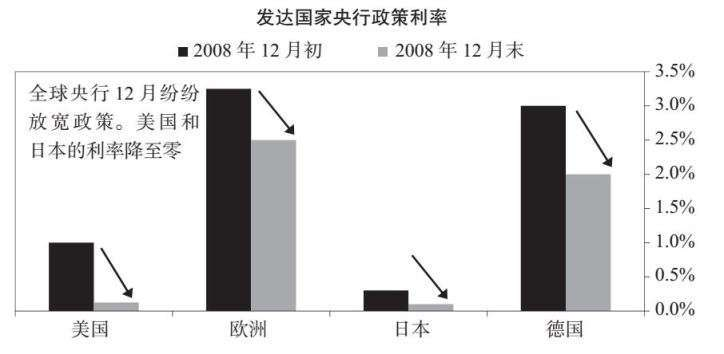 发达国家央行政策利率
■ 2008 年 12 月初 ■ 2008 年 12 月末
全球央行 12 月纷纷
放宽政策。美国和
日本的利率降至零
3.5%
3.0%
2.5%
2.0%
1.5%
1.0%
0.5%
0.0%
美国 欧洲 日本 德国